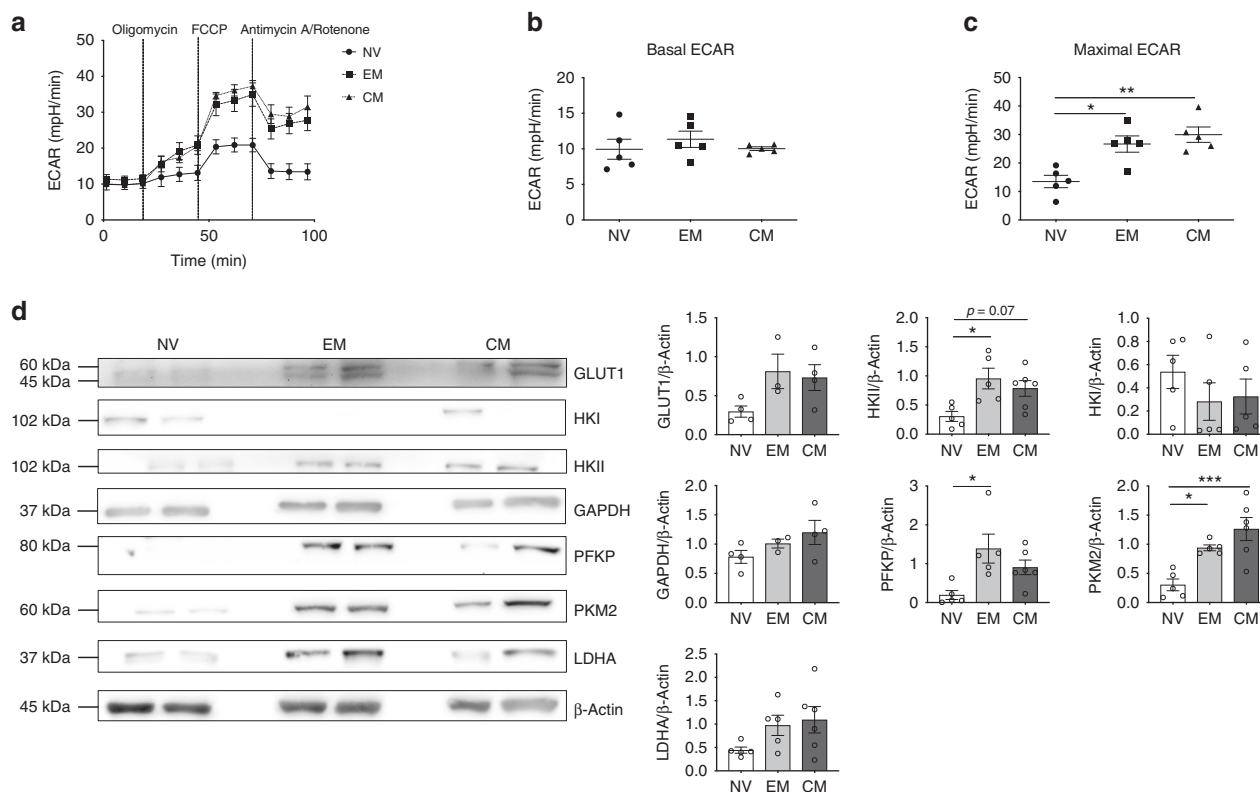 a
Oligomycin FCCP Antimycin A/Rotenone
50
40
30
20
10
0
ECAR (mpH/min)
0 50 100
Time (min)
NV
EM
CM
b
Basal ECAR
20
15
10
5
0
ECAR (mpH/min)
NV EM CM
c
Maximal ECAR
50
40
30
20
10
0
ECAR (mpH/min)
**
*
NV EM CM
d
NV EM CM
60 kDa
45 kDa
GLUT1
102 kDa
HKI
102 kDa
HKII
37 kDa
GAPDH
80 kDa
PFKP
60 kDa
PKM2
37 kDa
LDHA
45 kDa
β-Actin
GLUT1/β-Actin
1.5
1.0
0.5
0.0
NV EM CM
HKII/β-Actin
2.0
1.5
1.0
0.5
0.0
p = 0.07
*
NV EM CM
HKI/β-Actin
1.0
0.8
0.6
0.4
0.2
0.0
NV EM CM
GAPDH/β-Actin
2.0
1.5
1.0
0.5
0.0
NV EM CM
PFKP/β-Actin
4
3
2
1
0
*
NV EM CM
PKM2/β-Actin
2.0
1.5
1.0
0.5
0.0
***
*
NV EM CM
LDHA/β-Actin
2.5
2.0
1.5
1.0
0.5
0.0
NV EM CM